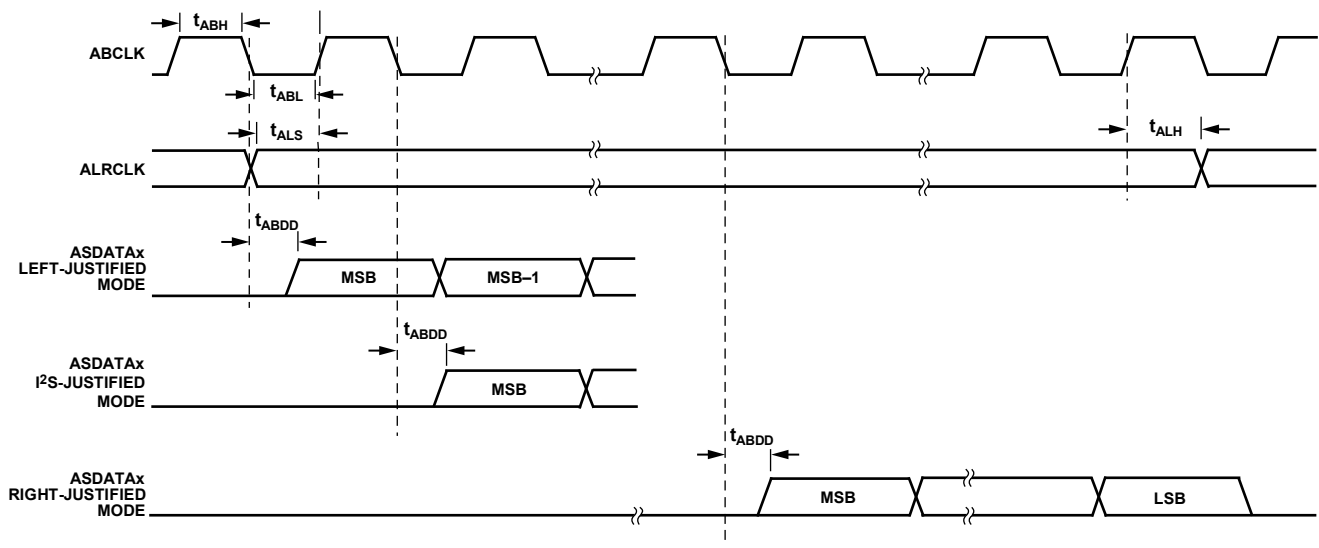 tABH
ABCLK
tABL
tALS
tALH
ALRCLK
tABDD
ASDATAx
LEFT-JUSTIFIED
MODE
MSB
MSB–1
tABDD
ASDATAx
I²S-JUSTIFIED
MODE
MSB
tABDD
ASDATAx
RIGHT-JUSTIFIED
MODE
MSB
LSB